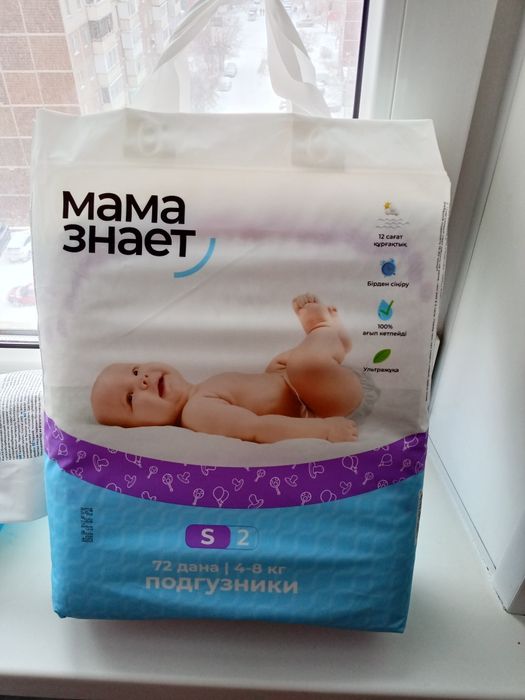 мама
знает
12 сағат
құрғақтық
Бірден сіңіру
100%
ағып кетпейді
Ультражұқа
S 2
72 дана | 4-8 кг
подгузники